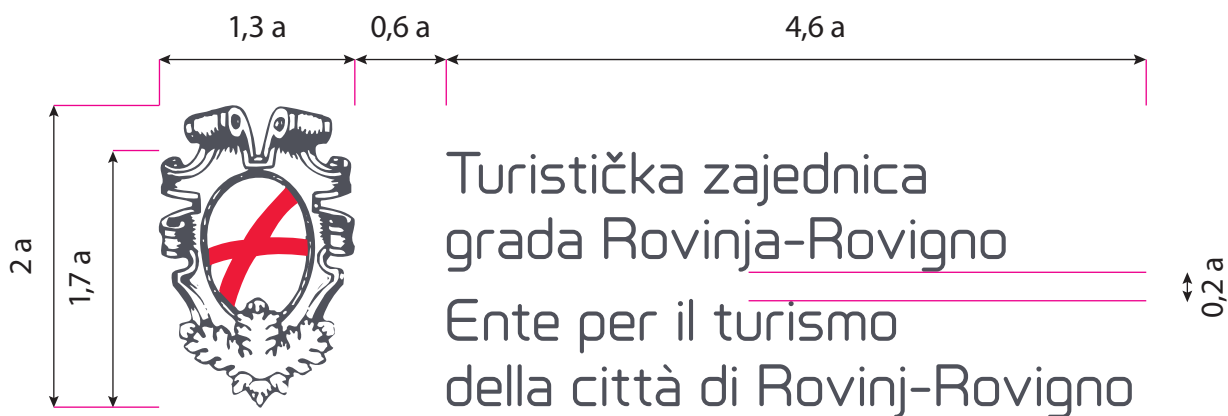 1,3 a
0,6 a
4,6 a
2 a
1,7 a
Turistička zajednica
grada Rovinja-Rovigno
0,2 a
Ente per il turismo
della città di Rovinj-Rovigno